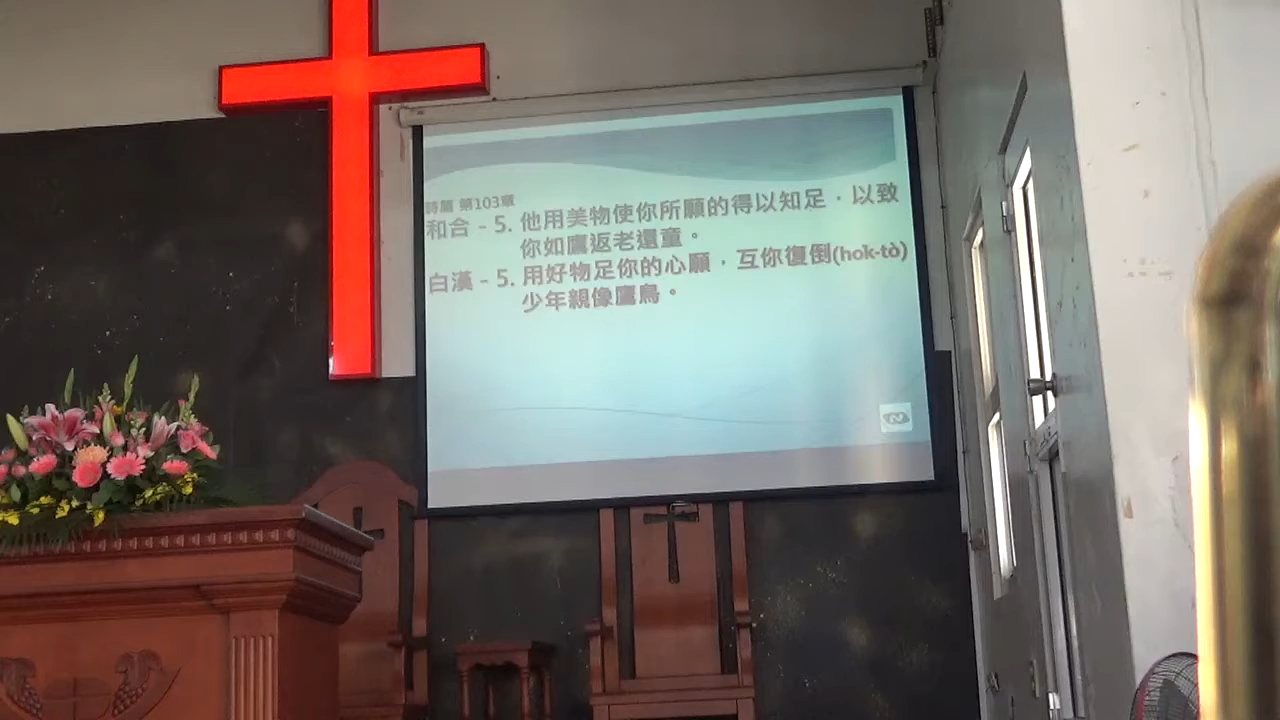 詩篇 第103章
和合 - 5. 他用美物使你所願的得以知足，以致
你如鷹返老還童。
白漢 - 5. 用好物足你的心願，互你復倒(hok-tò)
少年親像鷹鳥。
N